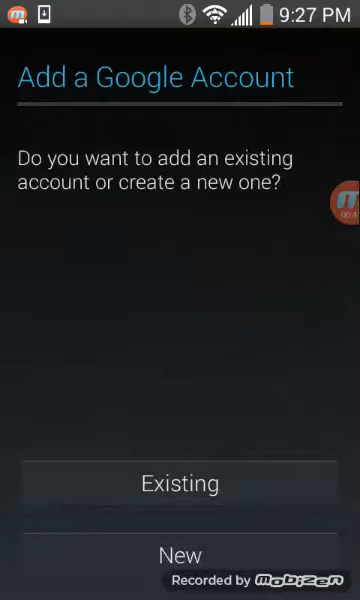 9:27 PM
Add a Google Account
Do you want to add an existing
account or create a new one?
Existing
New
Recorded by Mobizen